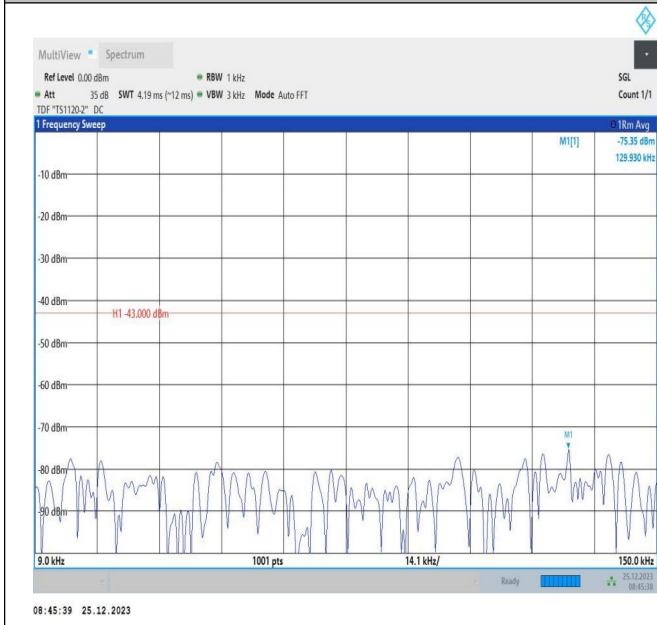 MultiView Spectrum
Ref Level 0.00 dBm RBW 1 kHz SGL
Att 35 dB SWT 4.19 ms (~12 ms) VBW 3 kHz Mode Auto FFT Count 1/1
TDF "TS1120-2" DC
1 Frequency Sweep 1Rm Avg
M1[1] -75.35 dBm
129.930 kHz
-10 dBm
-20 dBm
-30 dBm
-40 dBm
H1 -43.000 dBm
-50 dBm
-60 dBm
-70 dBm
M1
-80 dBm
-90 dBm
9.0 kHz 1001 pts 14.1 kHz/ 150.0 kHz
Ready 25.12.2023
08:45:38
08:45:39 25.12.2023